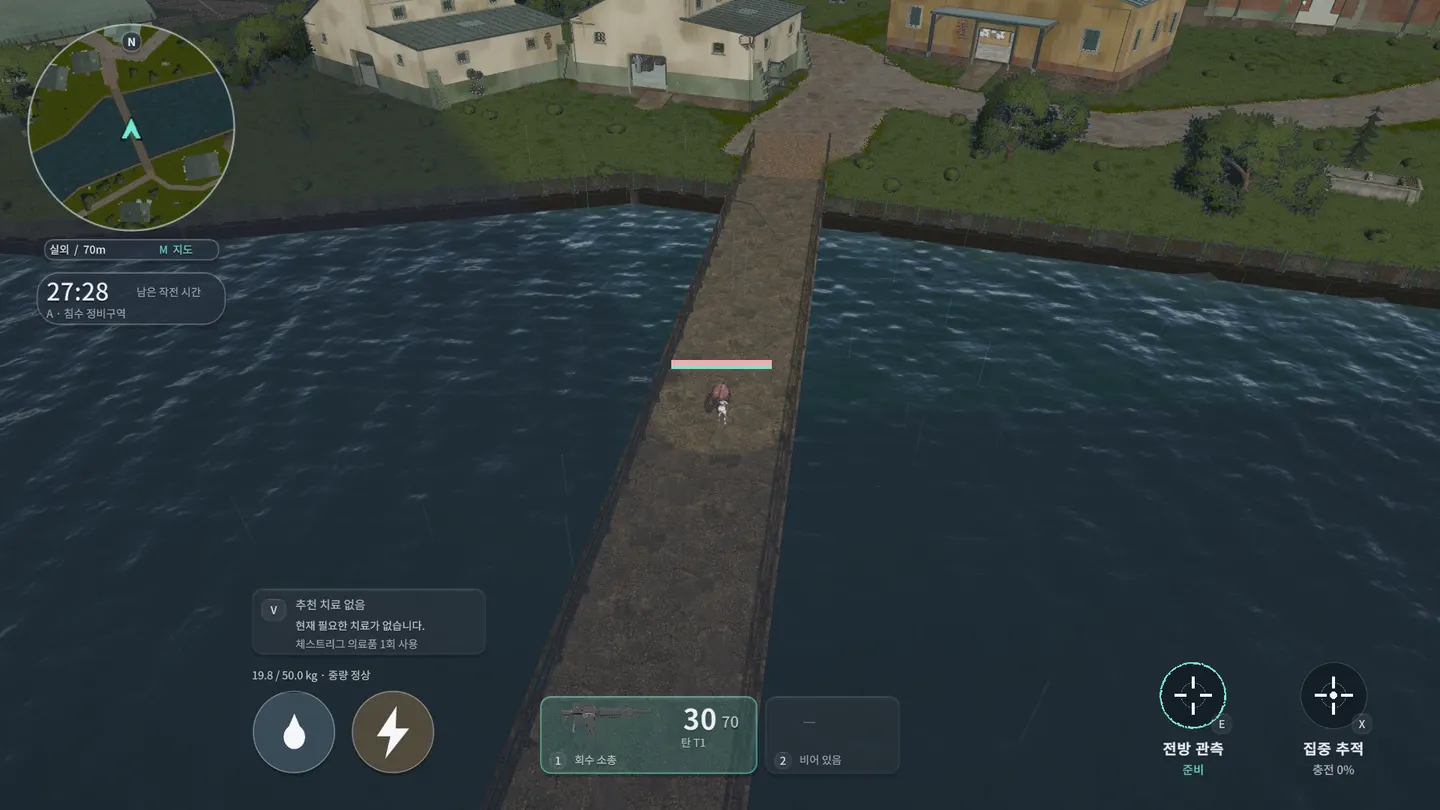 N
실외 / 70m M 지도
27:28 남은 작전 시간
A · 침수 정비구역
V 추천 치료 없음
현재 필요한 치료가 없습니다.
체스트리그 의료품 1회 사용
19.8 / 50.0 kg · 중량 정상
30 70
탄 T1
1 회수 소총
—
2 비어 있음
E
전방 관측
준비
X
집중 추적
충전 0%